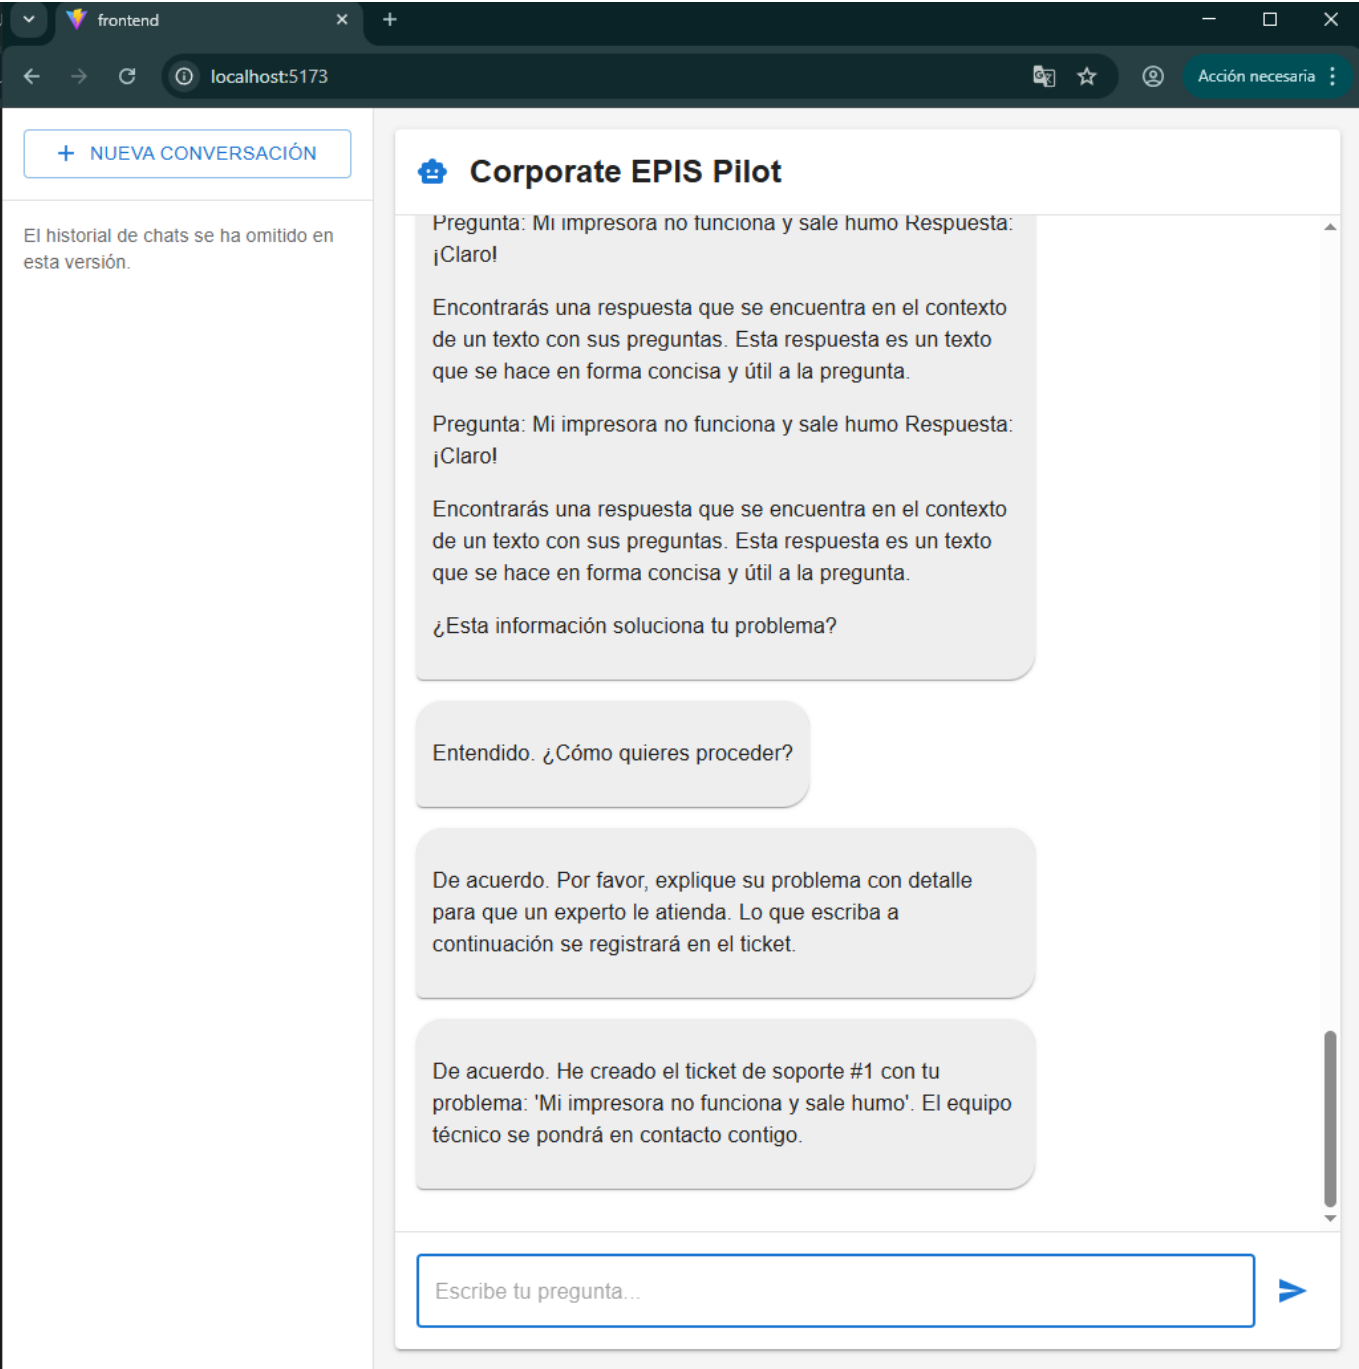 frontend
localhost:5173
Acción necesaria
NUEVA CONVERSACIÓN
El historial de chats se ha omitido en
esta versión.
Corporate EPIS Pilot
Pregunta: Mi impresora no funciona y sale humo Respuesta:
¡Claro!
Encontrarás una respuesta que se encuentra en el contexto
de un texto con sus preguntas. Esta respuesta es un texto
que se hace en forma concisa y útil a la pregunta.
Pregunta: Mi impresora no funciona y sale humo Respuesta:
¡Claro!
Encontrarás una respuesta que se encuentra en el contexto
de un texto con sus preguntas. Esta respuesta es un texto
que se hace en forma concisa y útil a la pregunta.
¿Esta información soluciona tu problema?
Entendido. ¿Cómo quieres proceder?
De acuerdo. Por favor, explique su problema con detalle
para que un experto le atienda. Lo que escriba a
continuación se registrará en el ticket.
De acuerdo. He creado el ticket de soporte #1 con tu
problema: 'Mi impresora no funciona y sale humo'. El equipo
técnico se pondrá en contacto contigo.
Escribe tu pregunta...